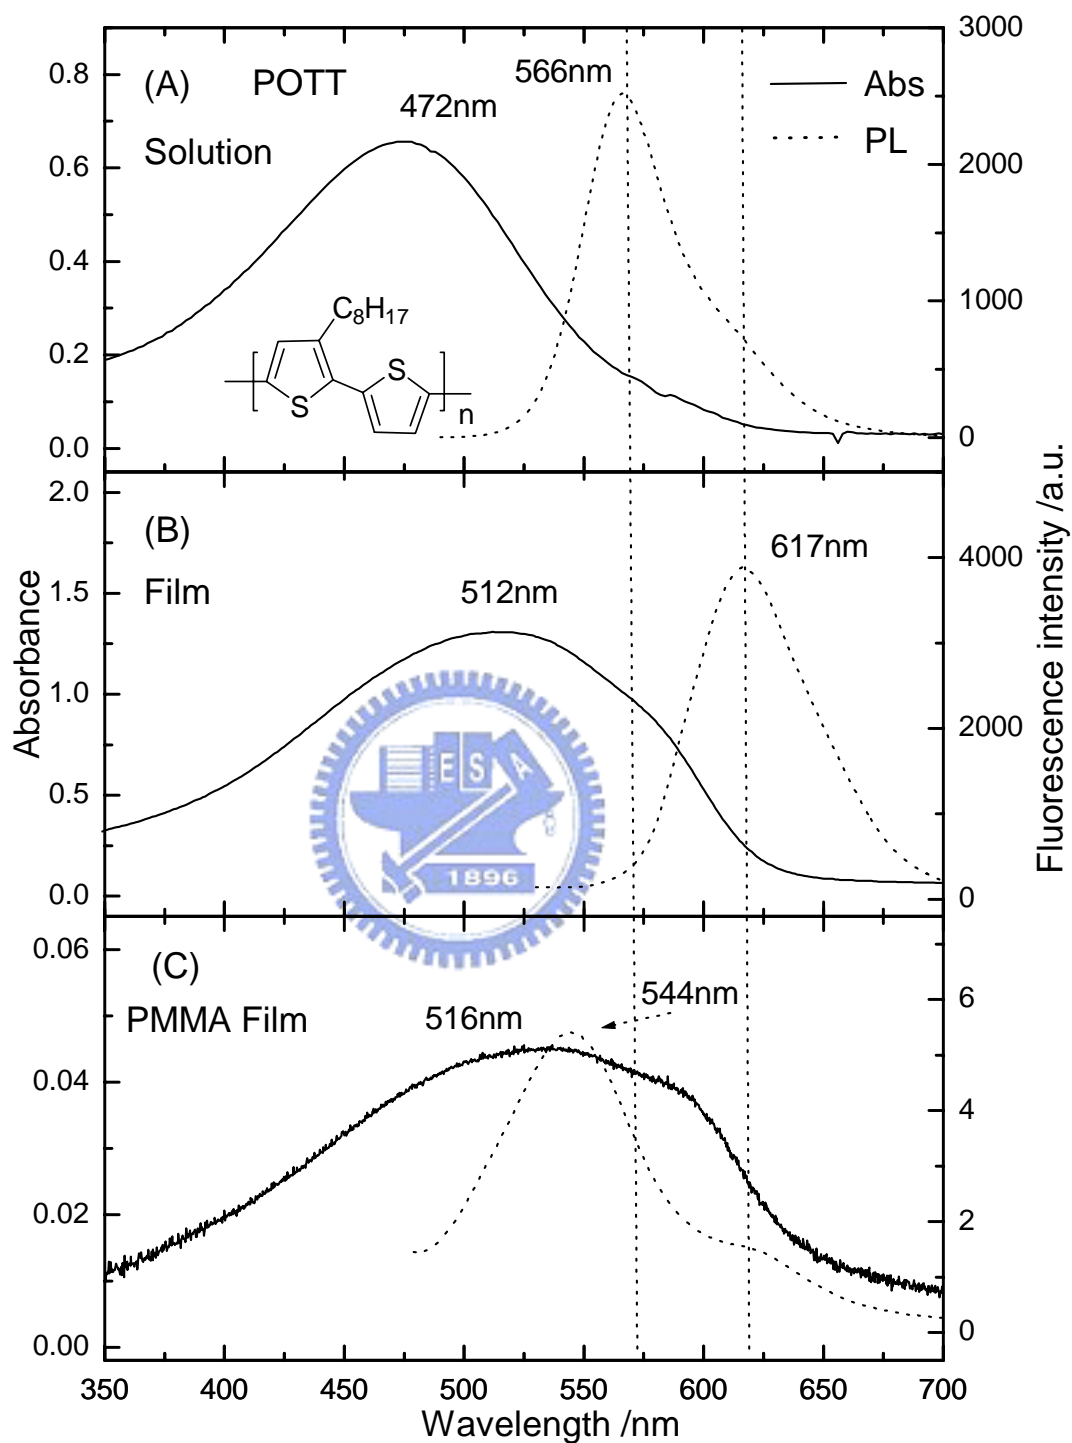 (A) POTT
Solution
472nm
566nm
Abs
PL
C8H17
S
S
n
0.8
0.6
0.4
0.2
0.0
3000
2000
1000
0
(B)
Film
512nm
617nm
2.0
1.5
1.0
0.5
0.0
4000
2000
0
E S A
1896
(C)
PMMA Film
516nm
544nm
0.06
0.04
0.02
0.00
6
4
2
0
Absorbance
Fluorescence intensity /a.u.
350 400 450 500 550 600 650 700
Wavelength /nm